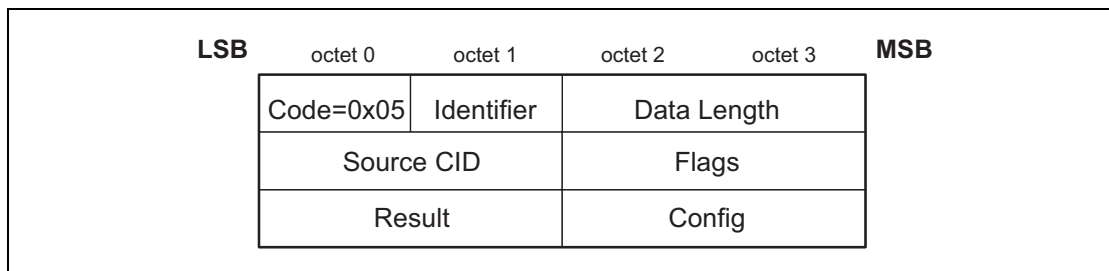 LSB octet 0 octet 1 octet 2 octet 3 MSB
Code=0x05 Identifier Data Length
Source CID Flags
Result Config